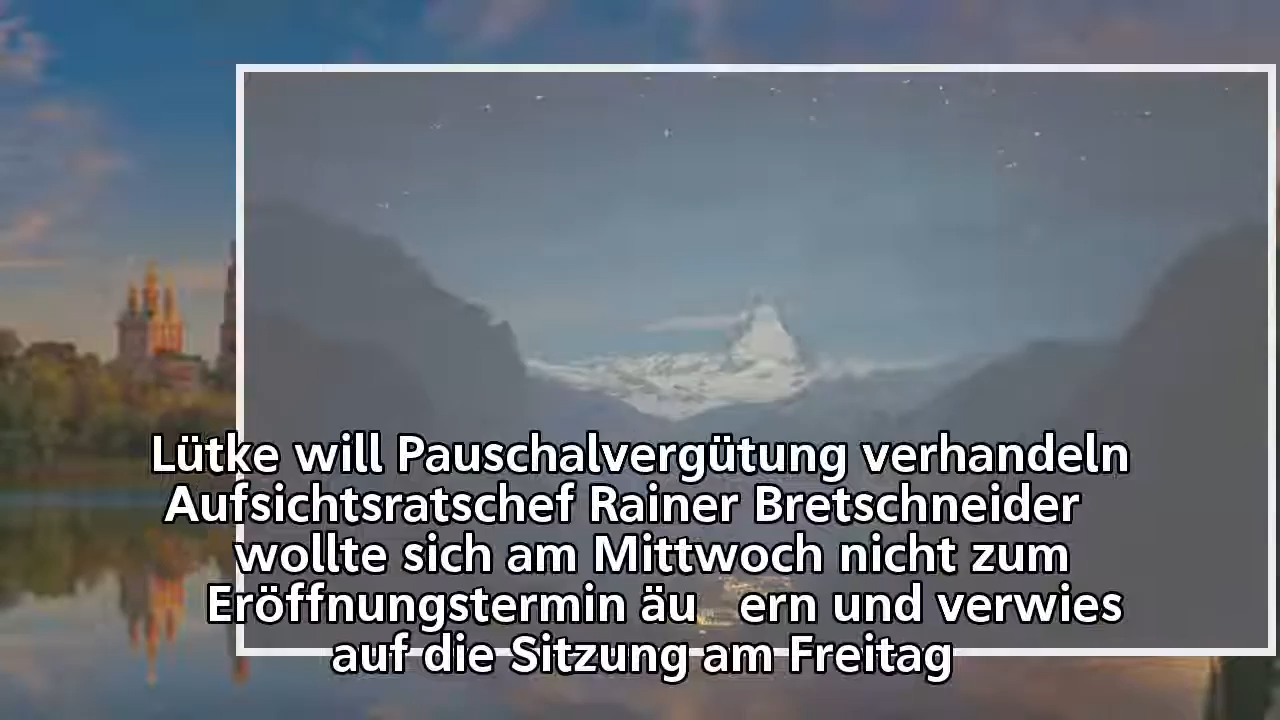 Lütke will Pauschalvergütung verhandeln
Aufsichtsratschef Rainer Bretschneider
wollte sich am Mittwoch nicht zum
Eröffnungstermin äu ern und verwies
auf die Sitzung am Freitag